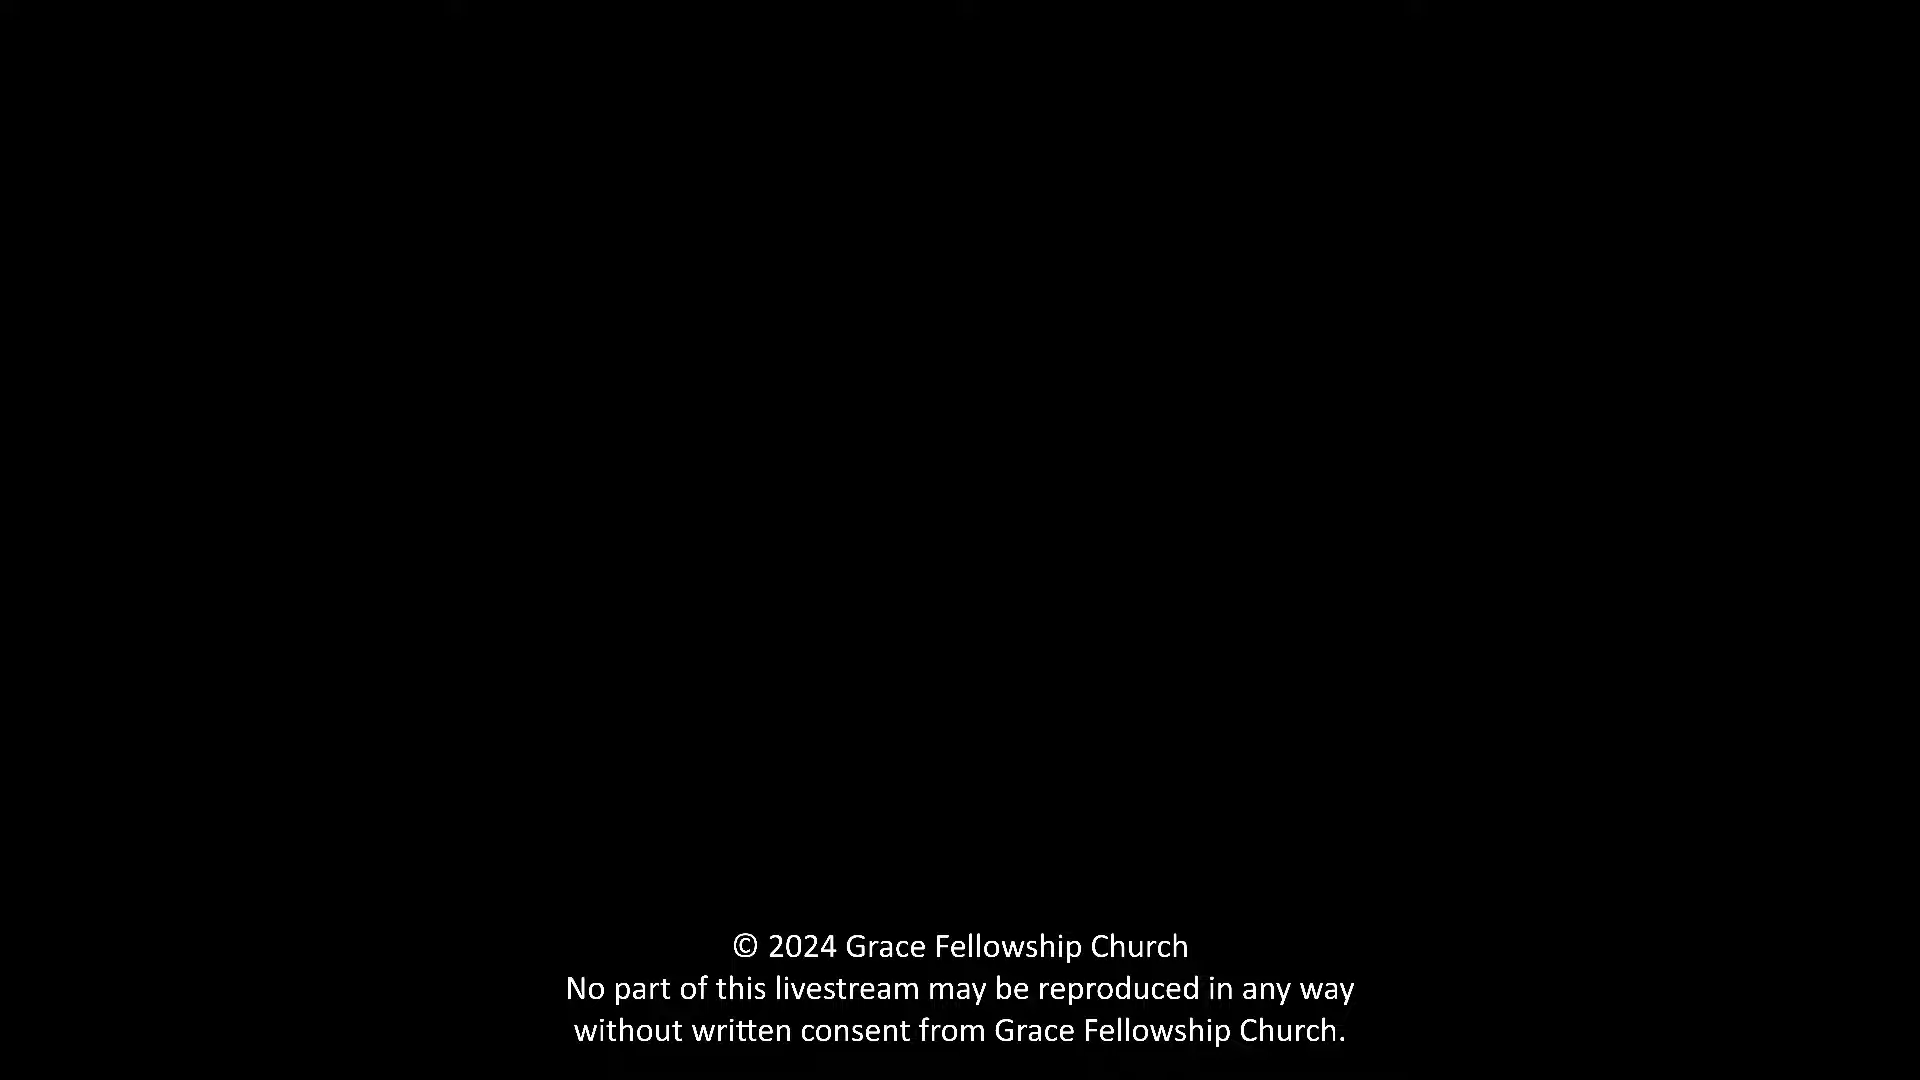 © 2024 Grace Fellowship Church
No part of this livestream may be reproduced in any way
without written consent from Grace Fellowship Church.